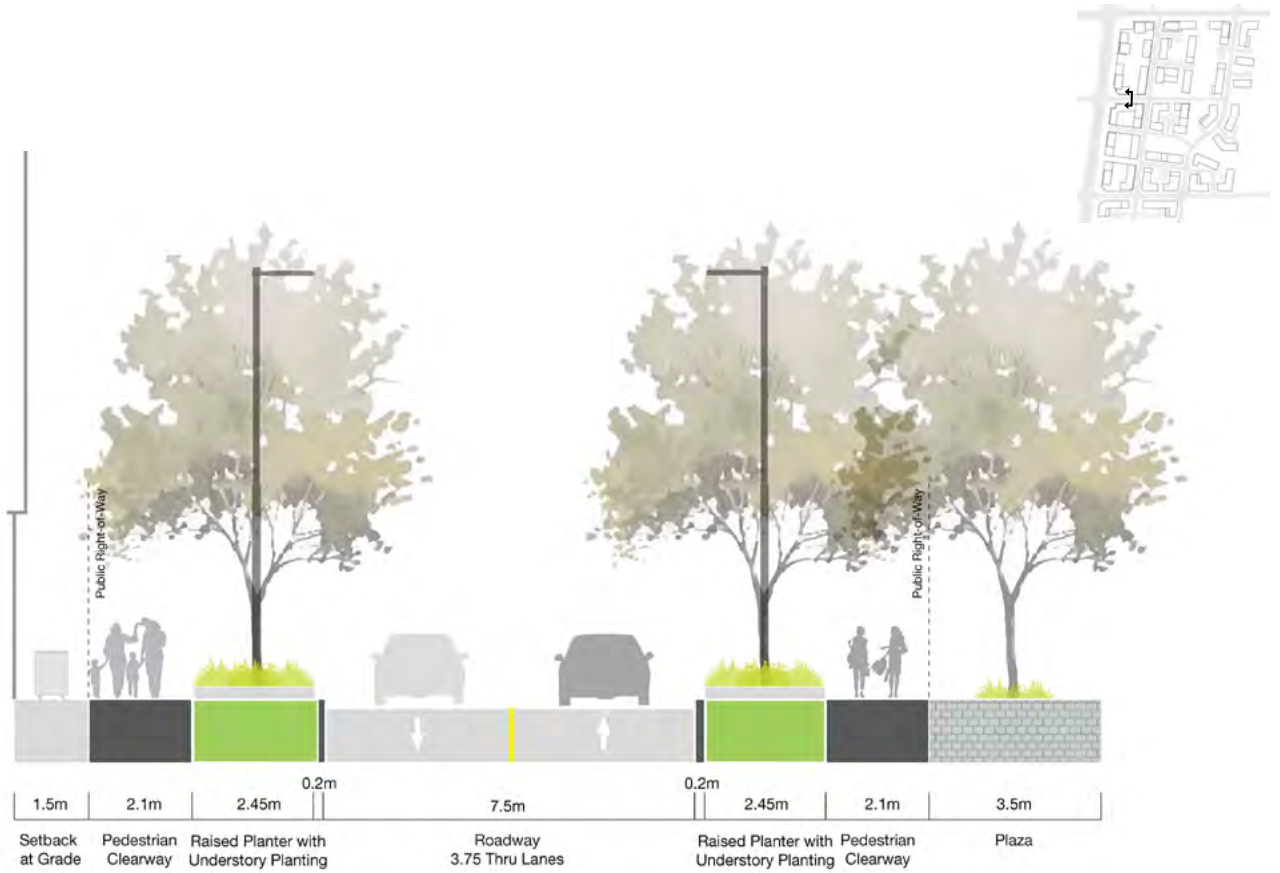 Public Right-of-Way
Public Right-of-Way
0.2m
0.2m
1.5m
2.1m
2.45m
7.5m
2.45m
2.1m
3.5m
Setback
at Grade
Pedestrian
Clearway
Raised Planter with
Understory Planting
Roadway
3.75 Thru Lanes
Raised Planter with
Understory Planting
Pedestrian
Clearway
Plaza